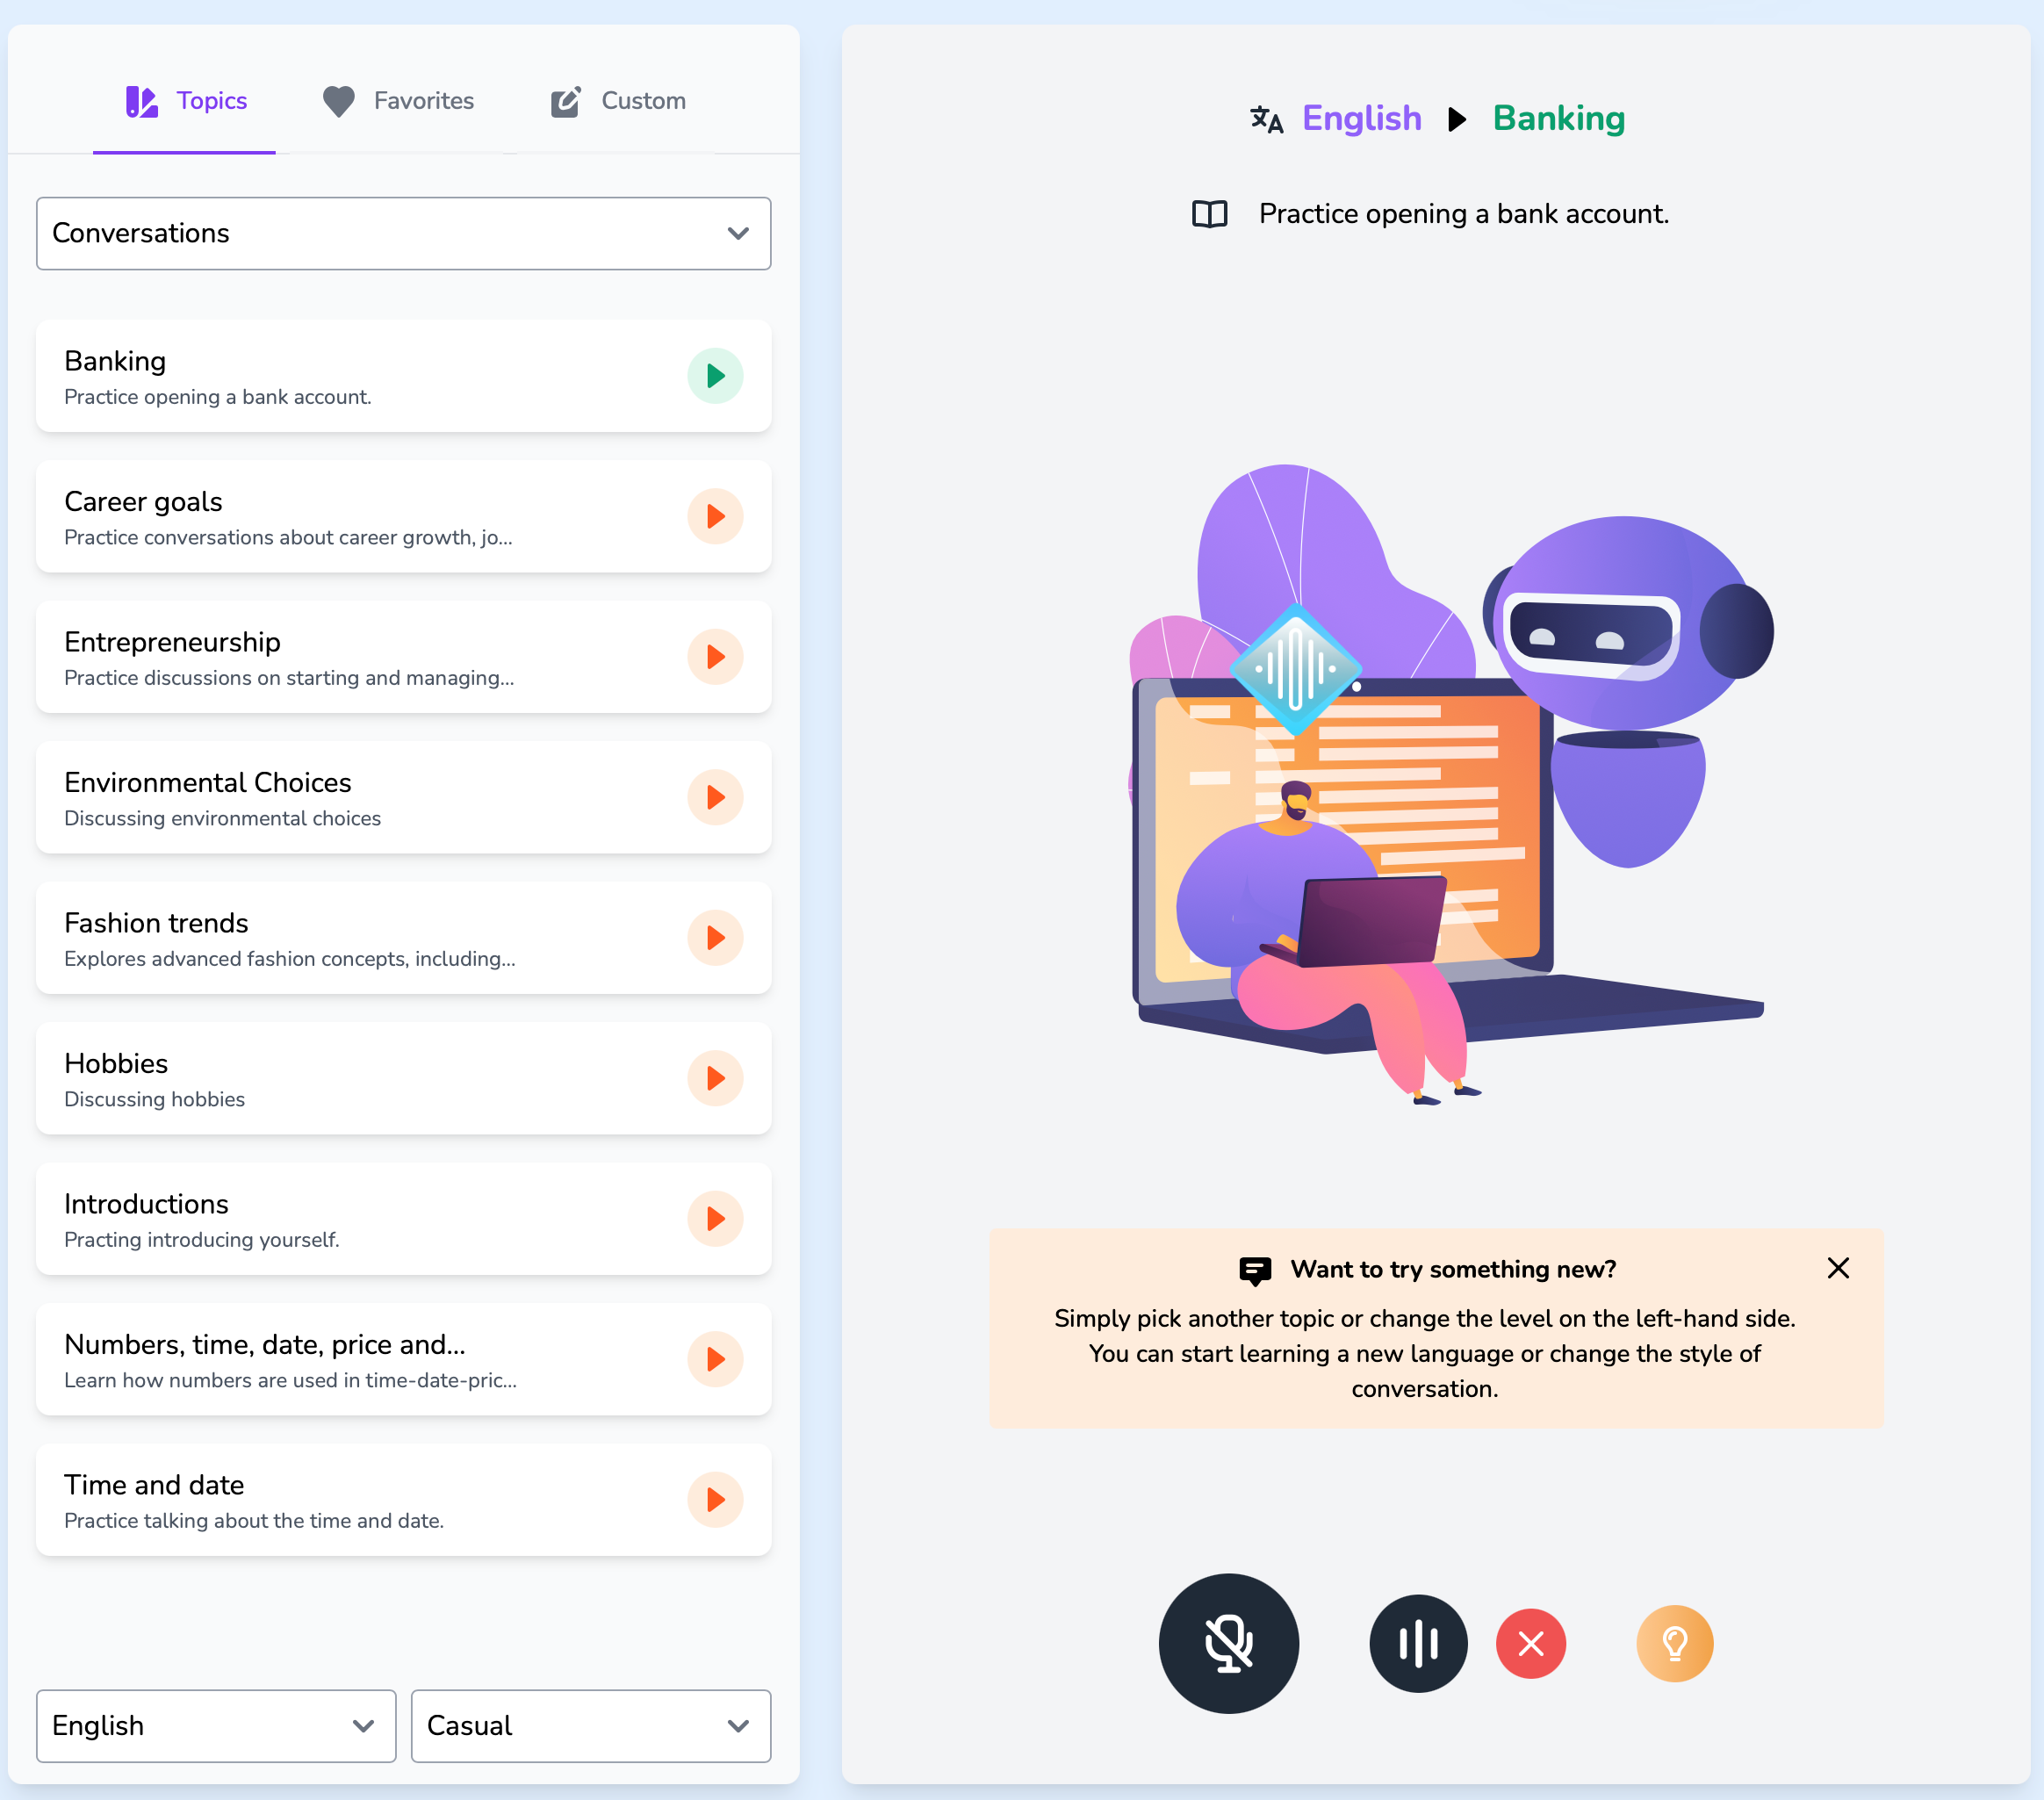 Topics
Favorites
Custom
Conversations
Banking
Practice opening a bank account.
Career goals
Practice conversations about career growth, jo...
Entrepreneurship
Practice discussions on starting and managing...
Environmental Choices
Discussing environmental choices
Fashion trends
Explores advanced fashion concepts, including...
Hobbies
Discussing hobbies
Introductions
Practing introducing yourself.
Numbers, time, date, price and...
Learn how numbers are used in time-date-pric...
Time and date
Practice talking about the time and date.
English
Casual
English
Banking
Practice opening a bank account.
Want to try something new?
Simply pick another topic or change the level on the left-hand side.
You can start learning a new language or change the style of
conversation.